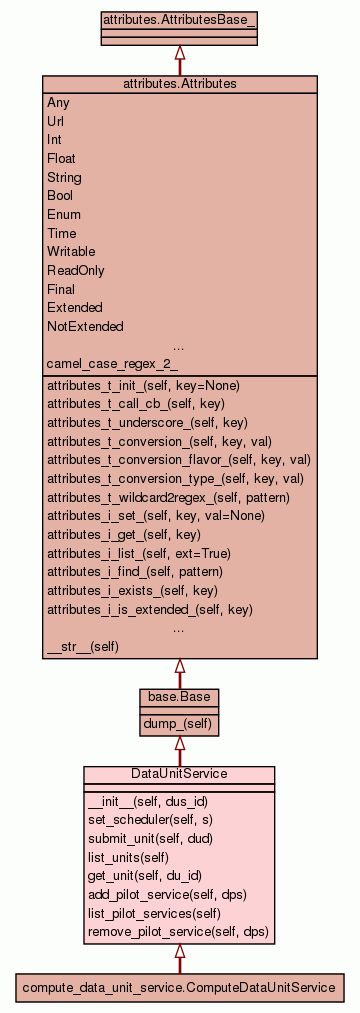 attributes.AttributesBase_
attributes.Attributes
Any
Url
Int
Float
String
Bool
Enum
Time
Writable
ReadOnly
Final
Extended
NotExtended
...
camel_case_regex_2_
attributes_t_init_(self, key=None)
attributes_t_call_cb_(self, key)
attributes_t_underscore_(self, key)
attributes_t_conversion_(self, key, val)
attributes_t_conversion_flavor_(self, key, val)
attributes_t_conversion_type_(self, key, val)
attributes_t_wildcard2regex_(self, pattern)
attributes_i_set_(self, key, val=None)
attributes_i_get_(self, key)
attributes_i_list_(self, ext=True)
attributes_i_find_(self, pattern)
attributes_i_exists_(self, key)
attributes_i_is_extended_(self, key)
...
__str__(self)
base.Base
dump_(self)
DataUnitService
__init__(self, dus_id)
set_scheduler(self, s)
submit_unit(self, dud)
list_units(self)
get_unit(self, du_id)
add_pilot_service(self, dps)
list_pilot_services(self)
remove_pilot_service(self, dps)
compute_data_unit_service.ComputeDataUnitService